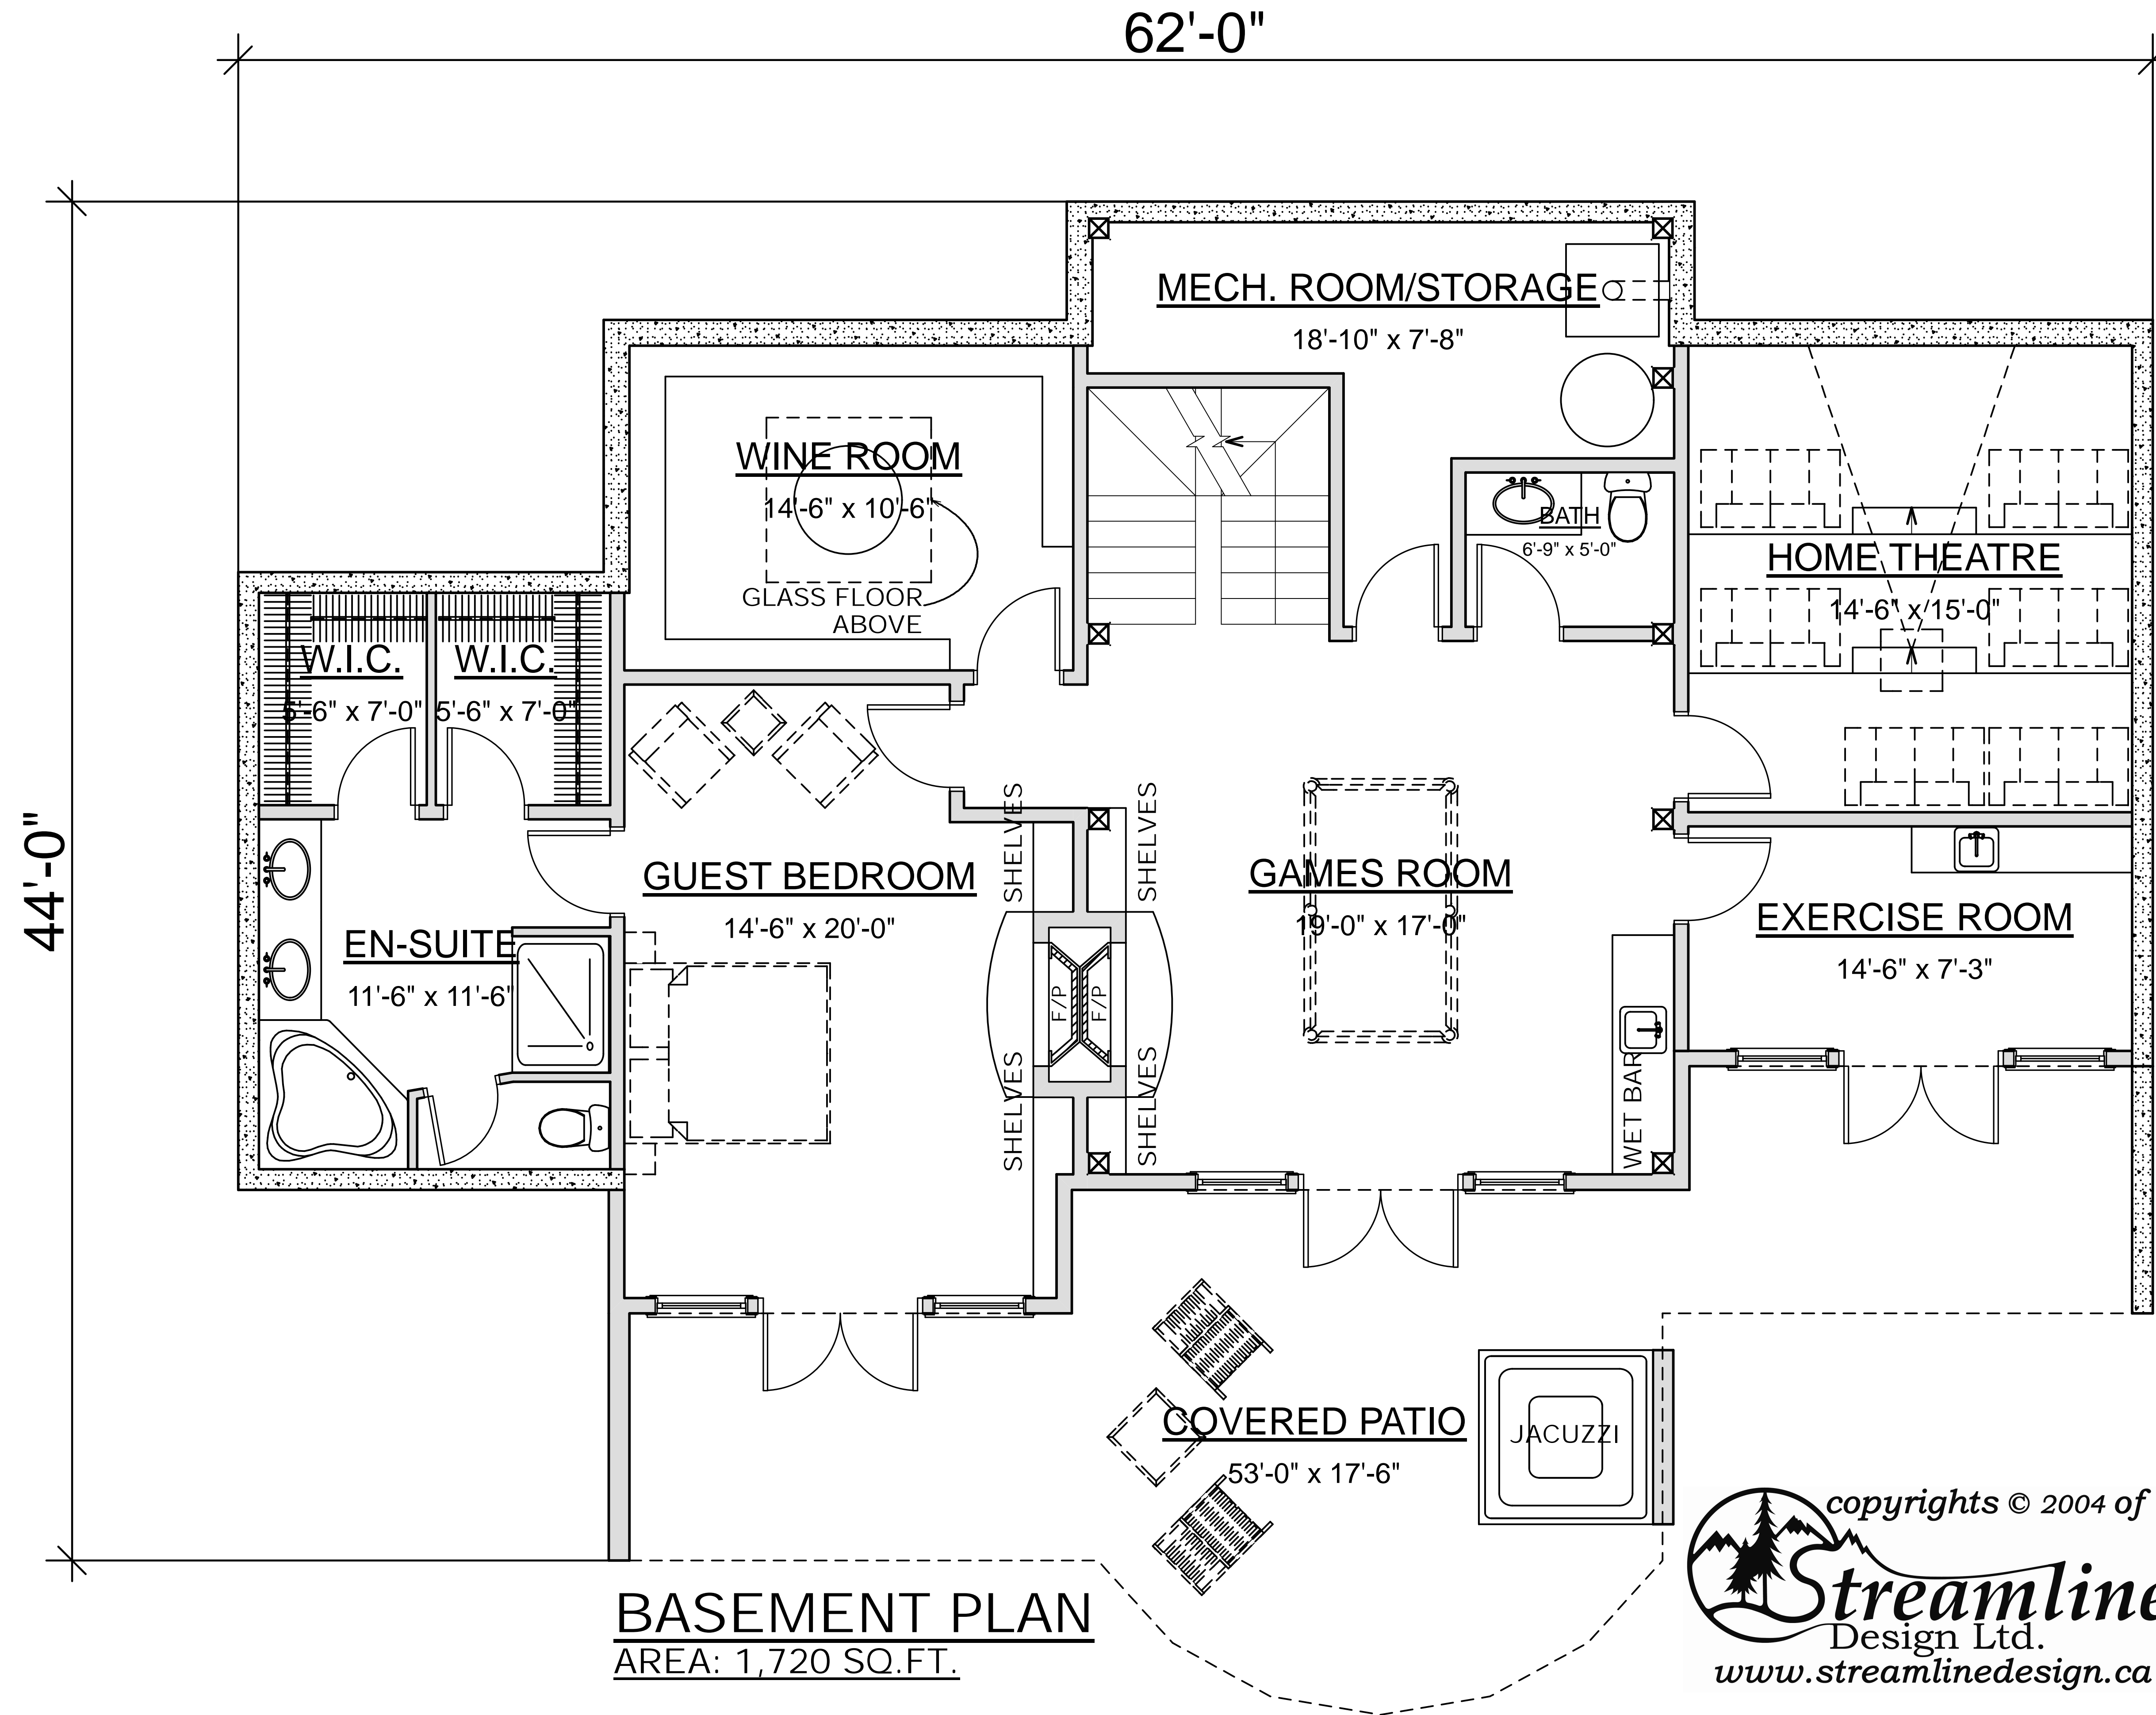 62'-0"
44'-0"
MECH. ROOM/STORAGE
18'-10" x 7'-8"
WINE ROOM
14'-6" x 10'-6"
GLASS FLOOR
ABOVE
BATH
6'-9" x 5'-0"
HOME THEATRE
14'-6" x 15'-0"
W.I.C.
5'-6" x 7'-0"
W.I.C.
5'-6" x 7'-0"
GUEST BEDROOM
14'-6" x 20'-0"
SHELVES
SHELVES
GAMES ROOM
19'-0" x 17'-0"
EXERCISE ROOM
14'-6" x 7'-3"
EN-SUITE
11'-6" x 11'-6"
F/P
F/P
SHELVES
SHELVES
WET BAR
COVERED PATIO
53'-0" x 17'-6"
JACUZZI
BASEMENT PLAN
AREA: 1,720 SQ.FT.
copyrights © 2004 of
Streamline
Design Ltd.
www.streamlinedesign.ca